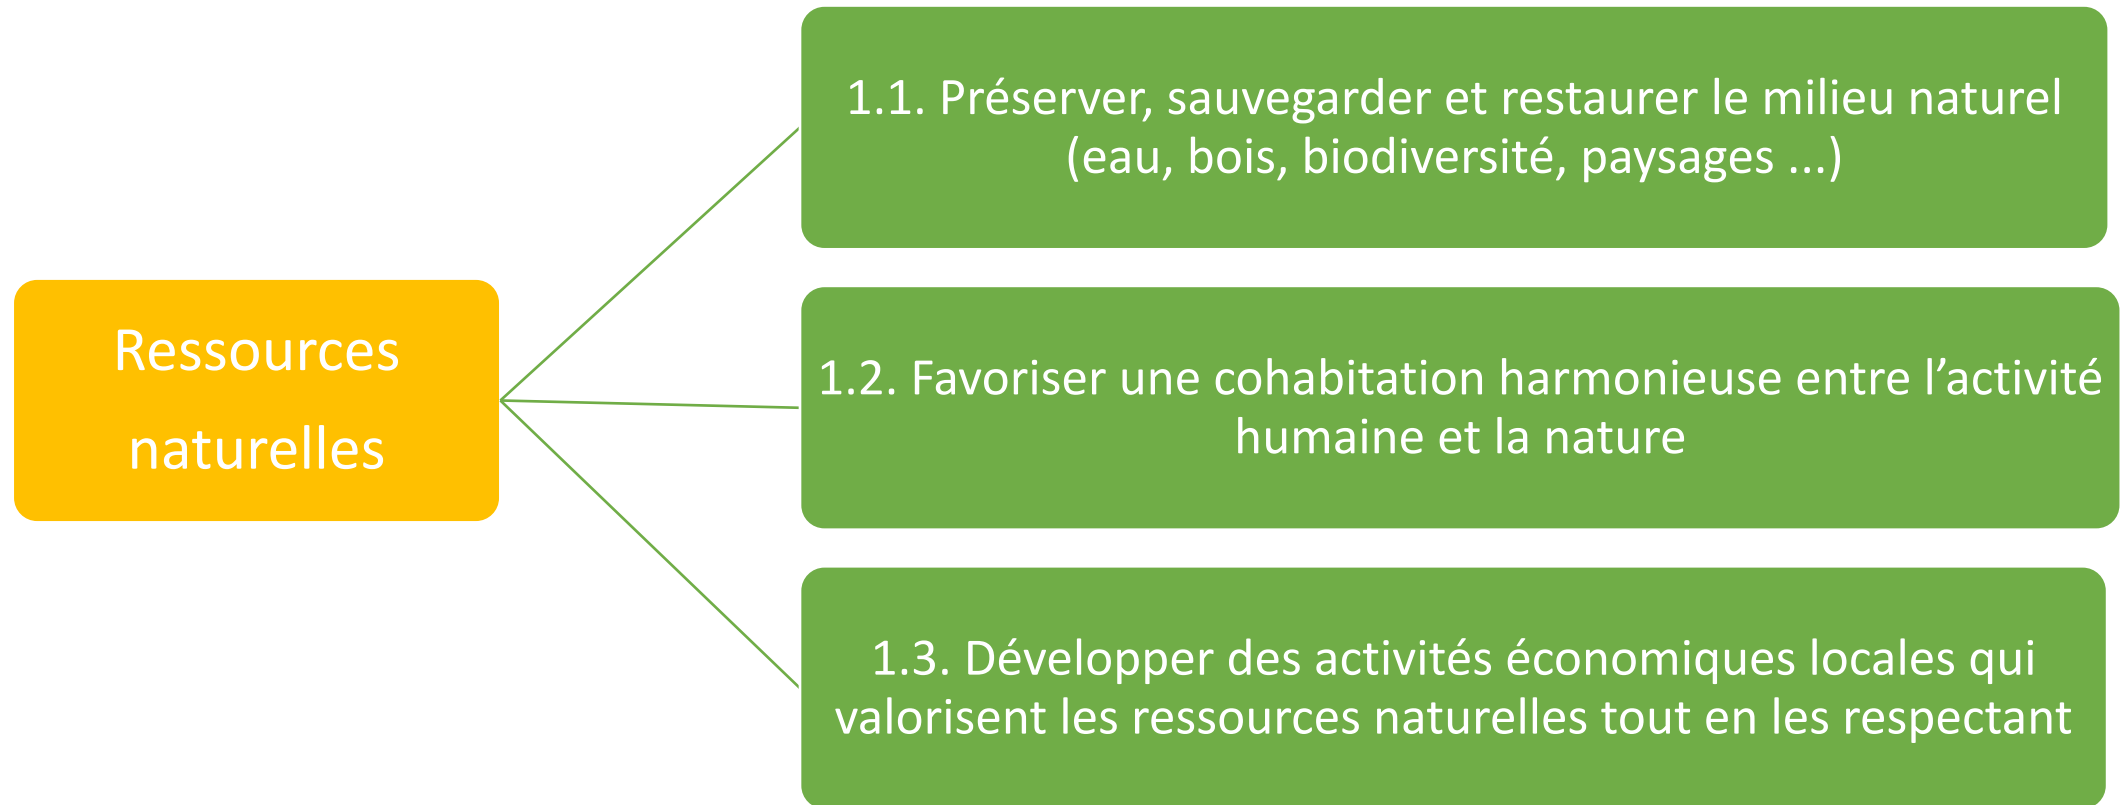 Ressources
naturelles
1.1. Préserver, sauvegarder et restaurer le milieu naturel
(eau, bois, biodiversité, paysages ...)
1.2. Favoriser une cohabitation harmonieuse entre l’activité
humaine et la nature
1.3. Développer des activités économiques locales qui
valorisent les ressources naturelles tout en les respectant